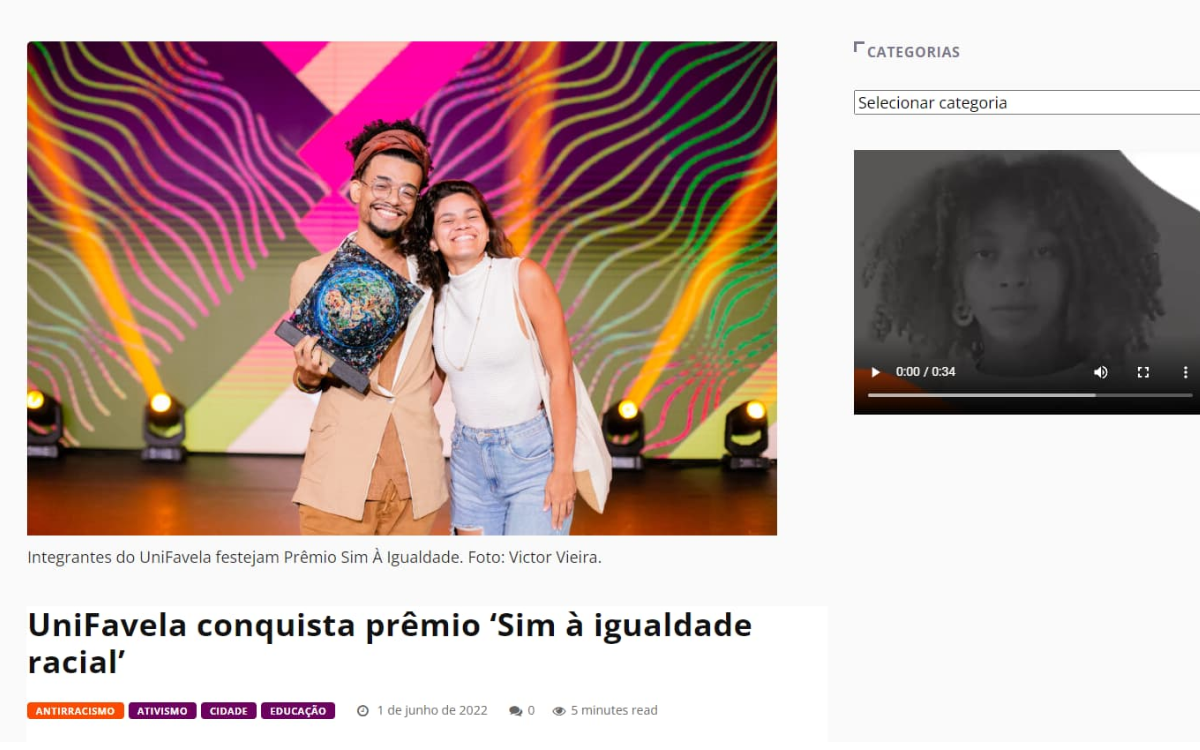 CATEGORIAS
Selecionar categoria
0:00 / 0:34
Integrantes do UniFavela festejam Prêmio Sim À Igualdade. Foto: Victor Vieira.
UniFavela conquista prêmio ‘Sim à igualdade
racial’
ANTIRRACISMO ATIVISMO CIDADE EDUCAÇÃO 1 de junho de 2022 0 5 minutes read